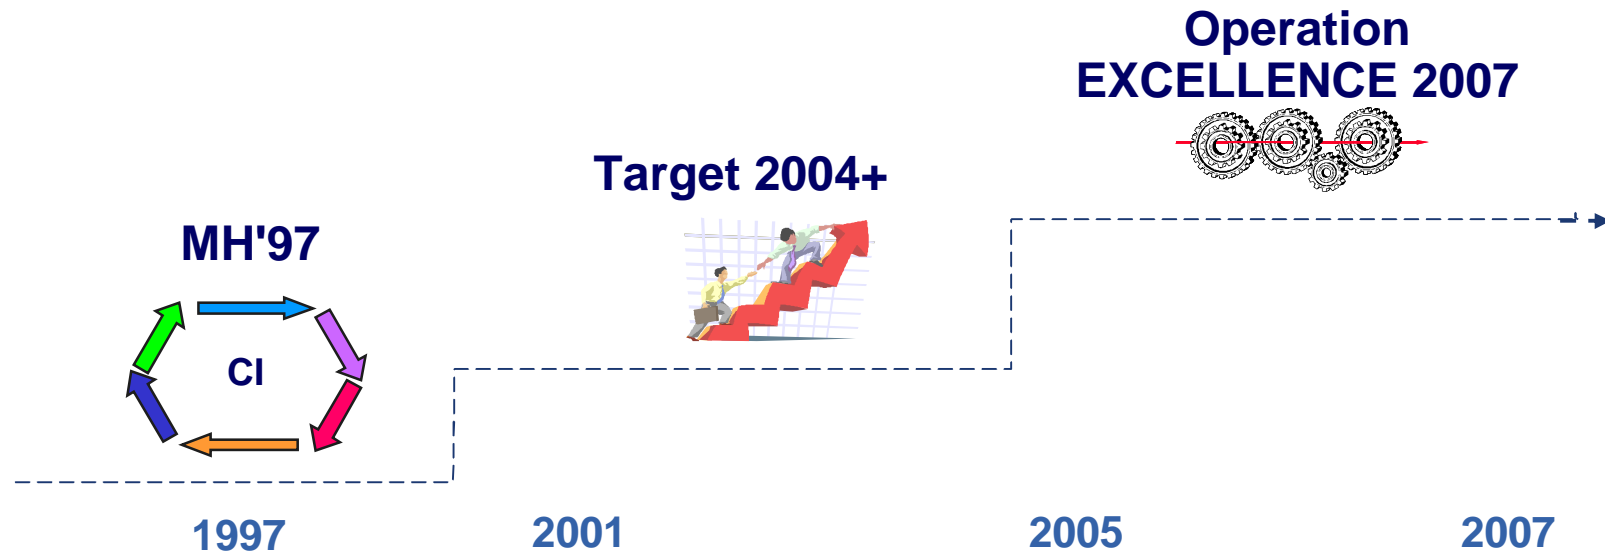 Operation
EXCELLENCE 2007
Target 2004+
MH'97
CI
1997
2001
2005
2007